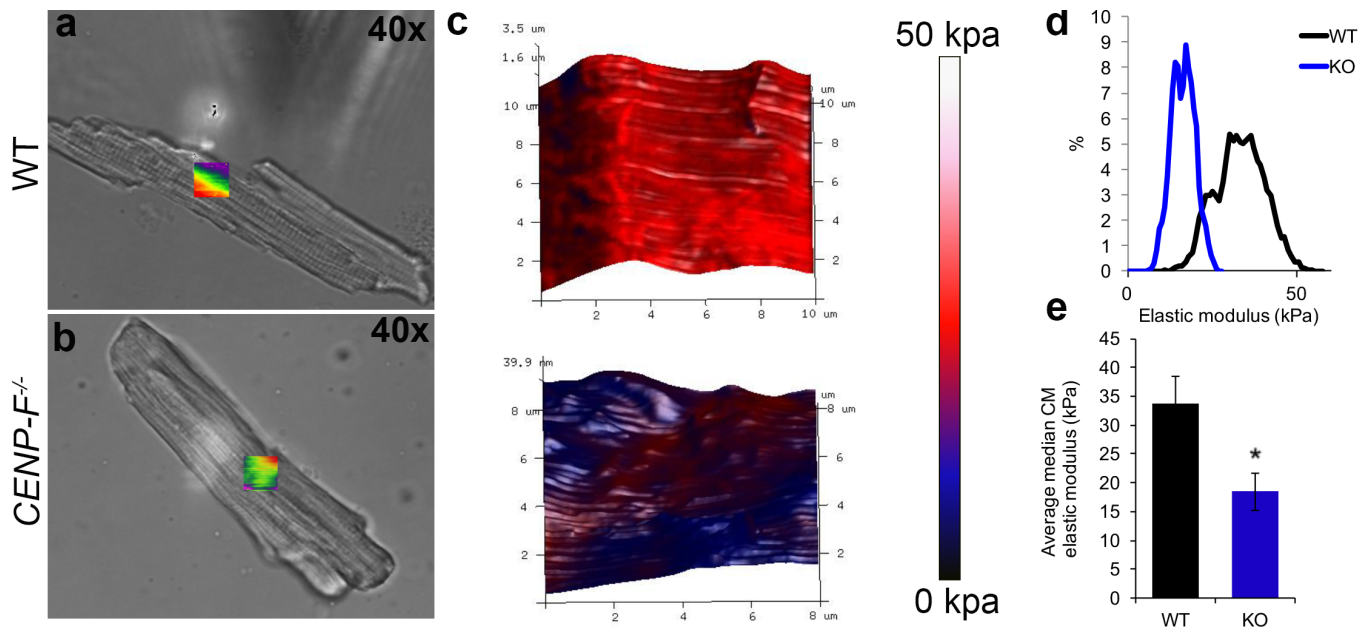 a
40x
WT
b
40x
CENP-F-/-
c
3.5 um
1.6 um
10 um
8
6
4
2
um
10 um
8
6
4
2
2
4
6
8
10 um
39.9 nm
8 um
6
4
2
um
8 um
6
4
2
2
4
6
8 um
50 kpa
0 kpa
d
10
9
8
7
6
5
4
3
2
1
0
%
WT
KO
0
50
Elastic modulus (kPa)
e
Average median CM
elastic modulus (kPa)
45
40
35
30
25
20
15
10
5
0
*
WT
KO